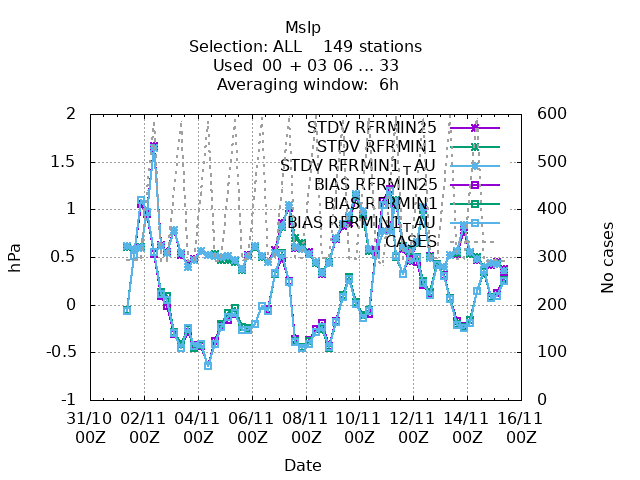 Mslp
Selection: ALL 149 stations
Used 00 + 03 06 ... 33
Averaging window: 6h
2 600
STDV RFRMIN25
STDV RFRMIN1
1.5 500
STDV RFRMIN1_AU
BIAS RFRMIN25
BIAS RFRMIN1
1 400
BIAS RFRMIN1_AU
CASES
0.5 300
hPa
No cases
0 200
-0.5 100
-1 0
31/10 02/11 04/11 06/11 08/11 10/11 12/11 14/11 16/11
00Z 00Z 00Z 00Z 00Z 00Z 00Z 00Z 00Z
Date